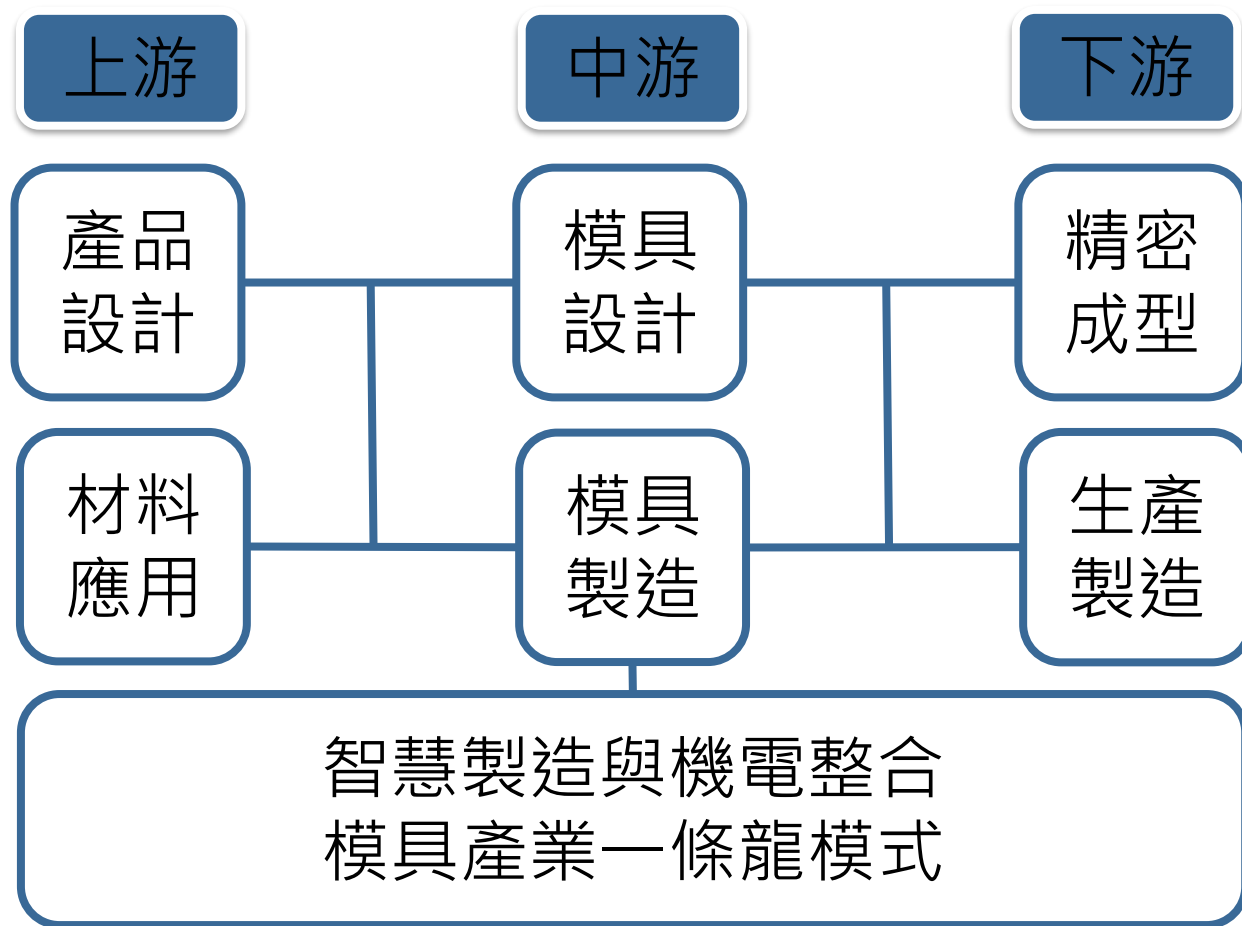 上游
中游
下游
產品
設計
模具
設計
精密
成型
材料
應用
模具
製造
生產
製造
智慧製造與機電整合
模具產業一條龍模式